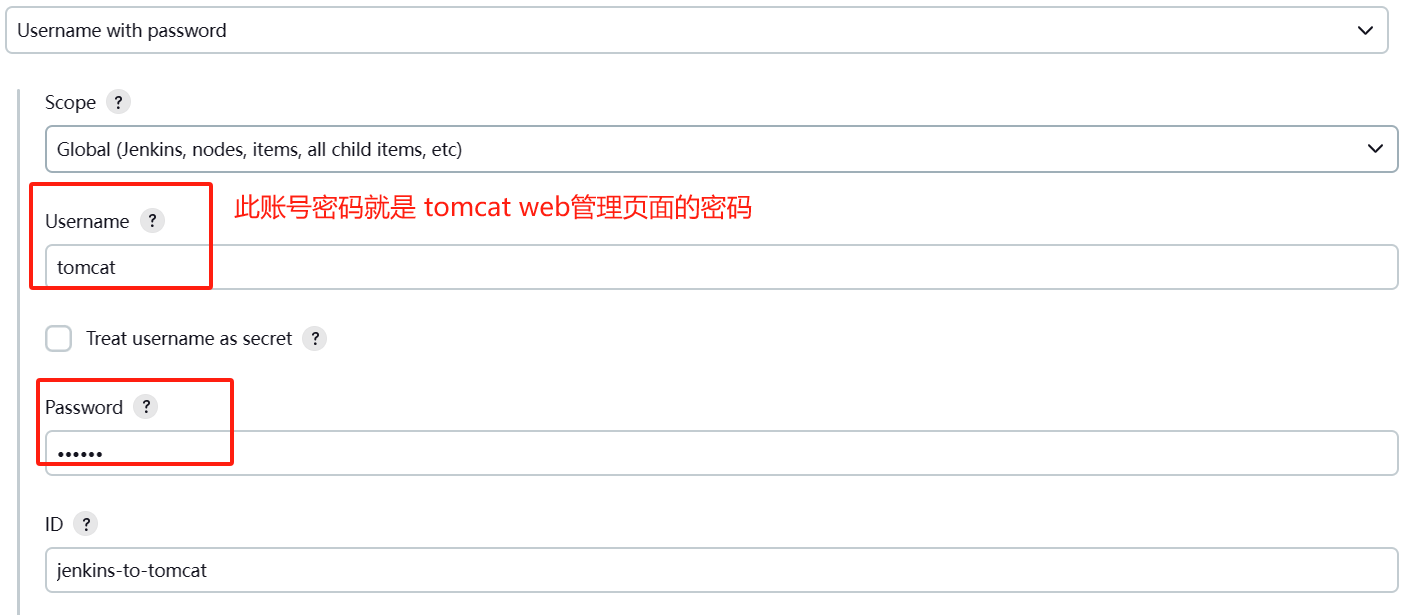 Username with password
Scope ?
Global (Jenkins, nodes, items, all child items, etc)
此账号密码就是 tomcat web管理页面的密码
Username ?
tomcat
Treat username as secret ?
Password ?
••••••
ID ?
jenkins-to-tomcat